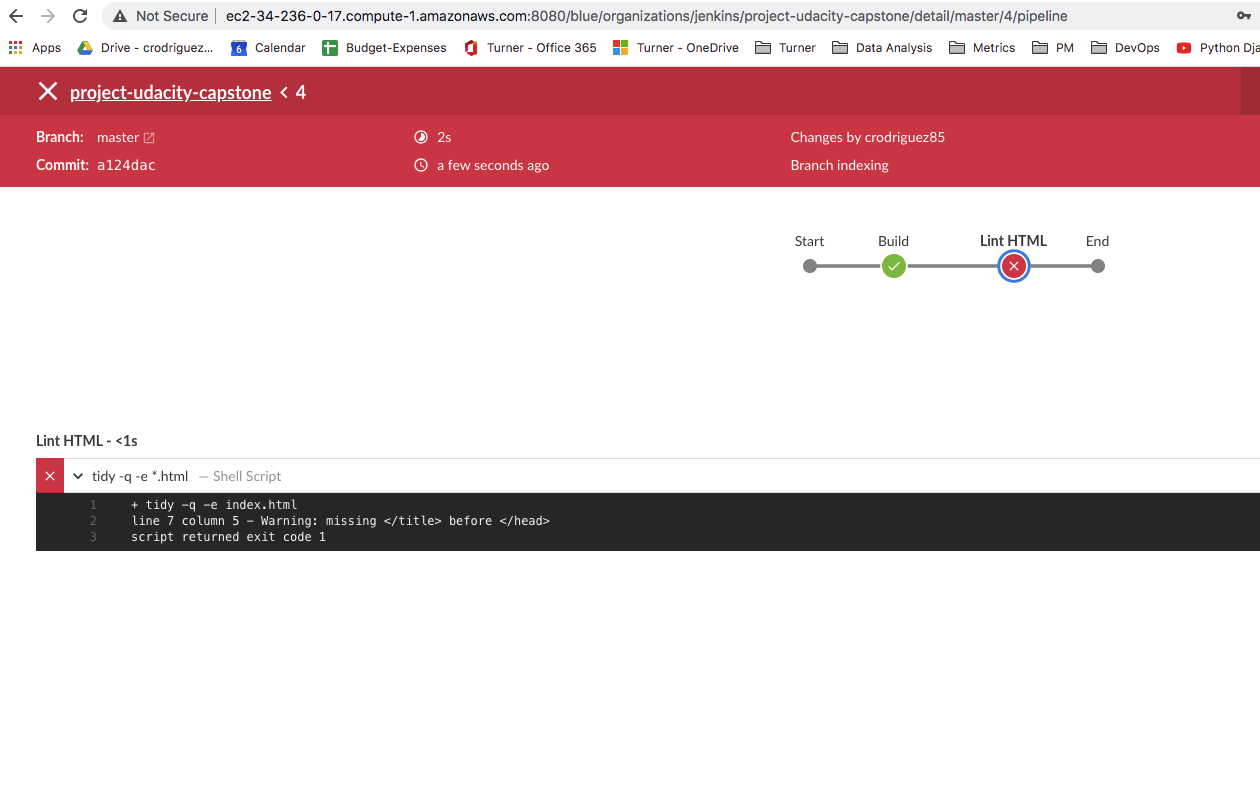 Not Secure ec2-34-236-0-17.compute-1.amazonaws.com:8080/blue/organizations/jenkins/project-udacity-capstone/detail/master/4/pipeline
Apps Drive - crodriguez... 6 Calendar Budget-Expenses Turner - Office 365 Turner - OneDrive Turner Data Analysis Metrics PM DevOps Python Dja
project-udacity-capstone < 4
Branch: master 2s Changes by crodriguez85
Commit: a124dac a few seconds ago Branch indexing
Start Build Lint HTML End
Lint HTML - <1s
tidy -q -e *.html — Shell Script
1 + tidy -q -e index.html
2 line 7 column 5 - Warning: missing </title> before </head>
3 script returned exit code 1